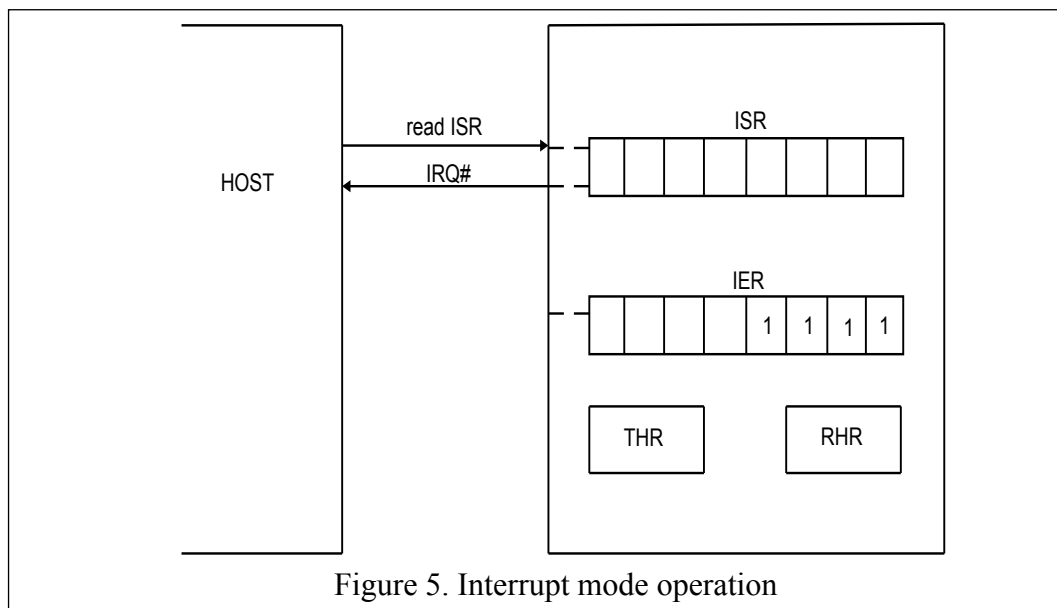 read ISR
ISR
IRQ#
HOST
IER
1 1 1 1
THR RHR
Figure 5. Interrupt mode operation